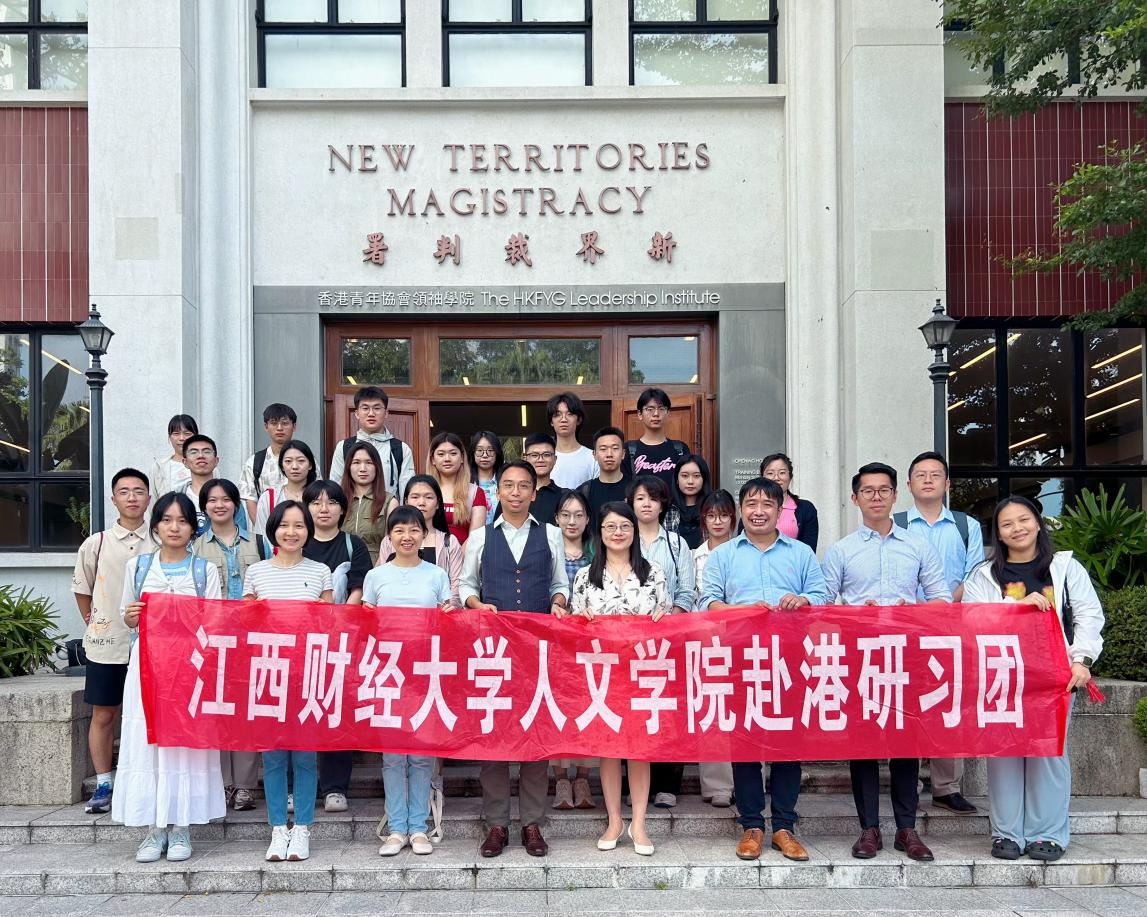 NEW TERRITORIES
MAGISTRACY
新界裁判署
香港青年協會領袖學院 The HKFYG Leadership Institute
江西财经大学人文学院赴港研习团